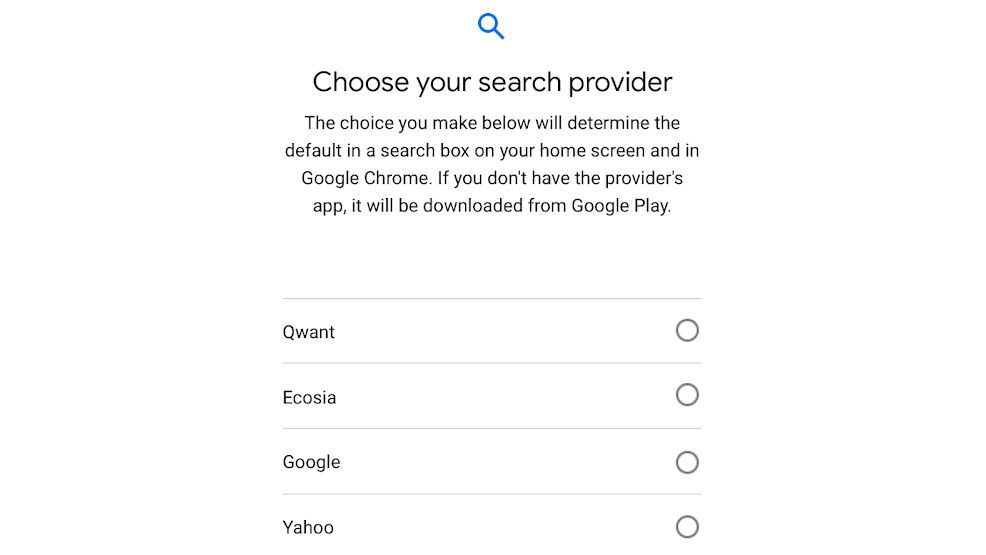 Choose your search provider
The choice you make below will determine the
default in a search box on your home screen and in
Google Chrome. If you don't have the provider's
app, it will be downloaded from Google Play.
Qwant
Ecosia
Google
Yahoo